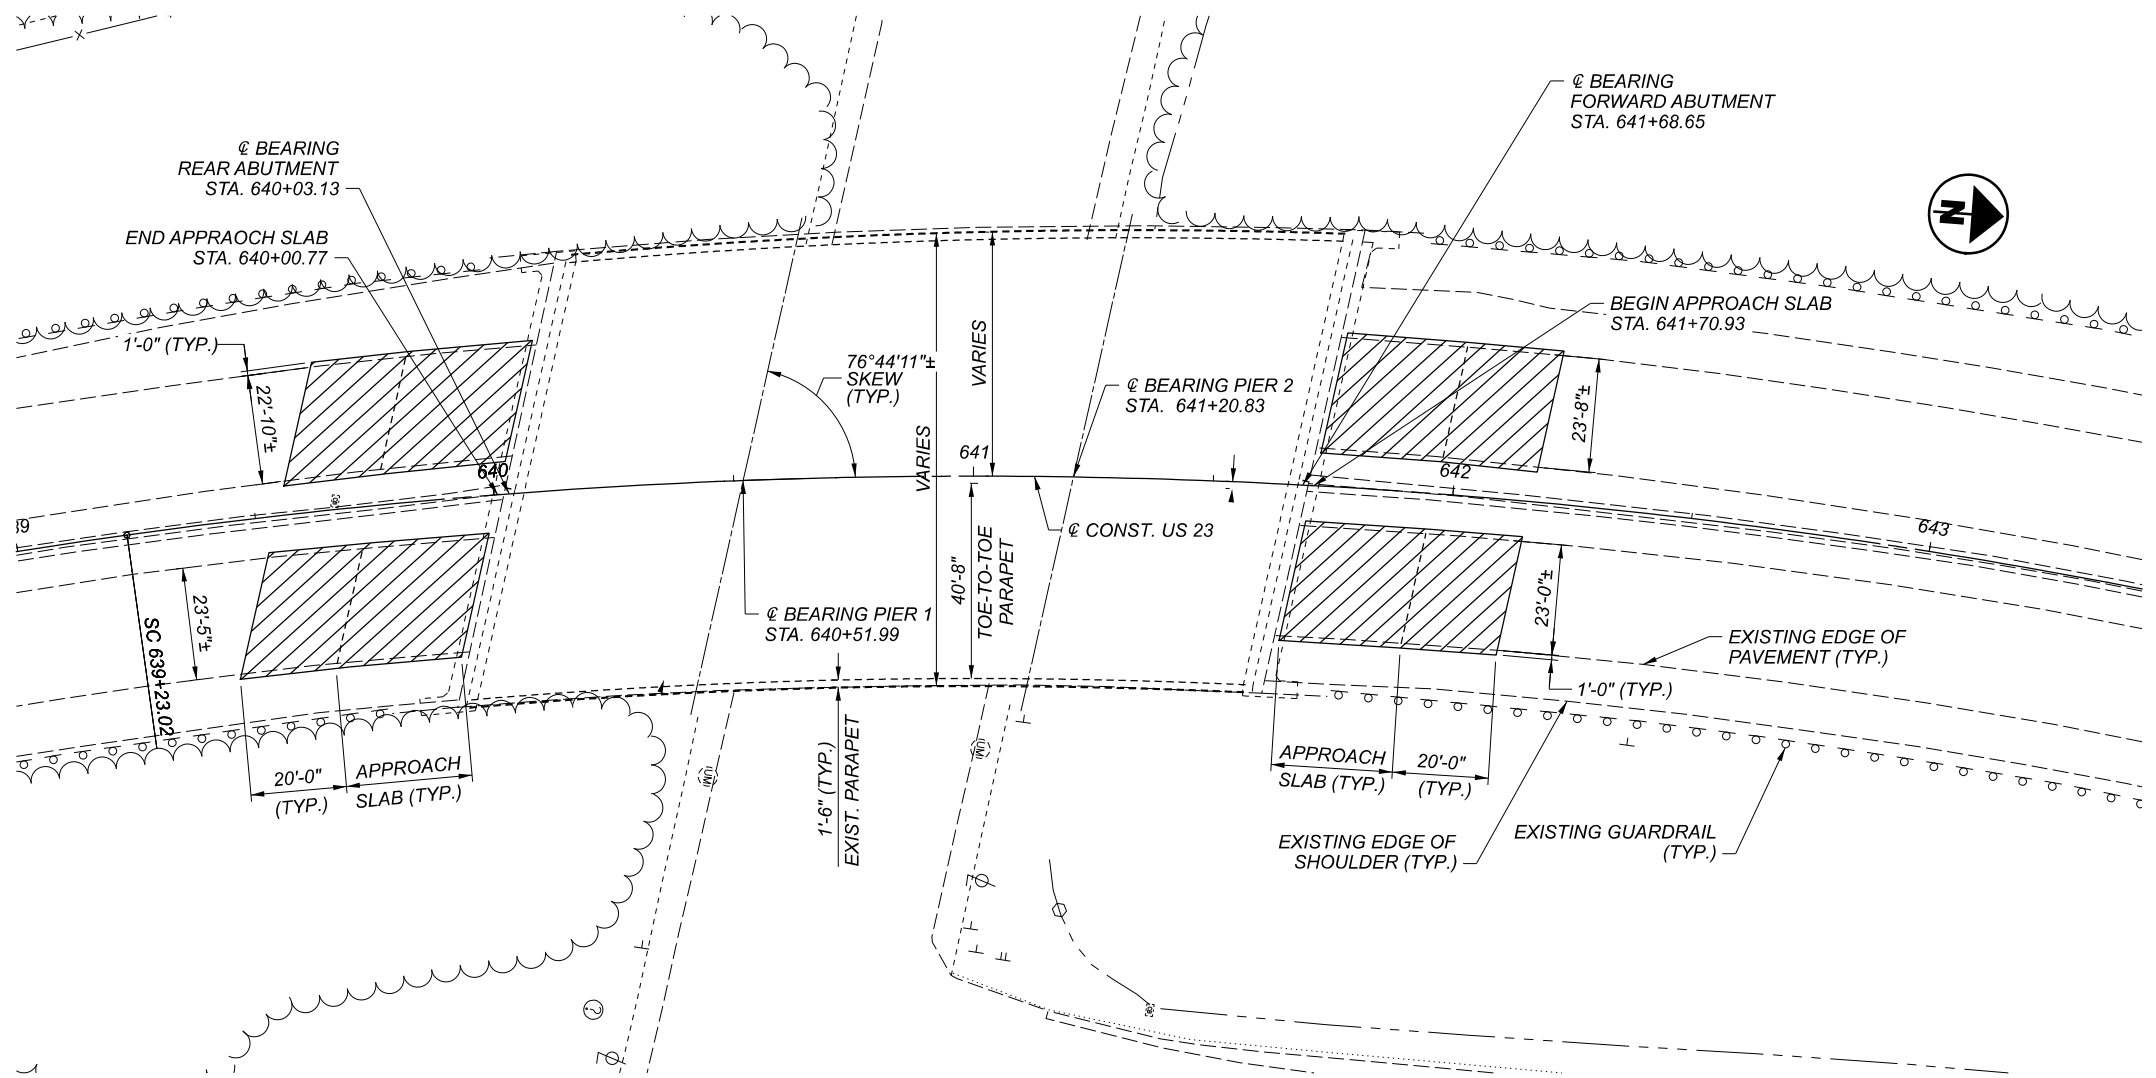 ℄ BEARING
FORWARD ABUTMENT
STA. 641+68.65
℄ BEARING
REAR ABUTMENT
STA. 640+03.13
END APPRAOCH SLAB
STA. 640+00.77
N
BEGIN APPROACH SLAB
STA. 641+70.93
1'-0" (TYP.)
22'-10"±
76°44'11"±
SKEW
(TYP.)
VARIES
VARIES
℄ BEARING PIER 2
STA. 641+20.83
23'-8"±
640
641
642
643
39
℄ CONST. US 23
SC 639+23.02
23'-5"±
40'-8"
TOE-TO-TOE
PARAPET
℄ BEARING PIER 1
STA. 640+51.99
23'-0"±
EXISTING EDGE OF
PAVEMENT (TYP.)
1'-0" (TYP.)
20'-0"
(TYP.)
APPROACH
SLAB (TYP.)
1'-6" (TYP.)
EXIST. PARAPET
APPROACH
SLAB (TYP.)
20'-0"
(TYP.)
EXISTING EDGE OF
SHOULDER (TYP.)
EXISTING GUARDRAIL
(TYP.)
?